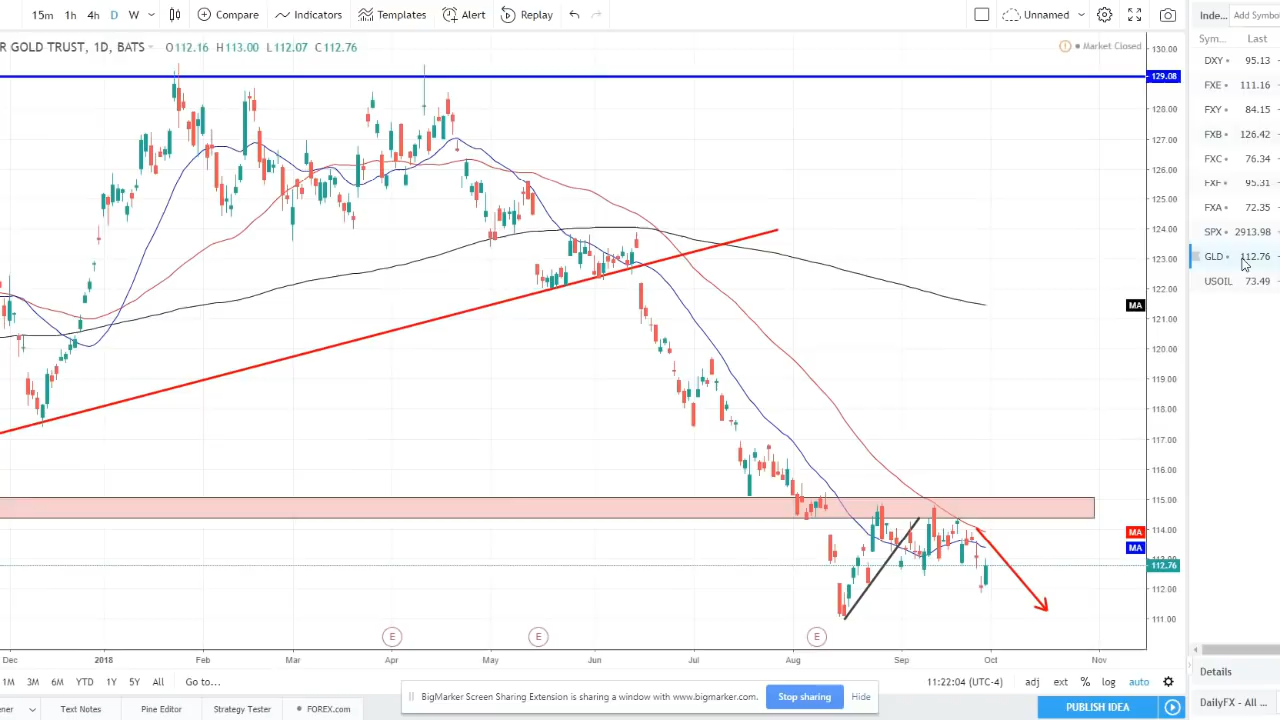 15m 1h 4h D W Compare Indicators Templates Alert Replay Unnamed Inde... Add Symbo
R GOLD TRUST, 1D, BATS O112.16 H113.00 L112.07 C112.76
Market Closed
Sym... Last
130.00
129.08
128.00
127.00
126.00
125.00
124.00
123.00
122.00
MA
121.00
120.00
119.00
118.00
117.00
116.00
115.00
114.00
MA
MA
112.76
112.00
111.00
DXY 95.13
FXE 111.16
FXY 84.15
FXB 126.42
FXC 76.34
FXF 95.31
FXA 72.35
SPX 2913.98
GLD 112.76
USOIL 73.49
E E E
Dec 2018 Feb Mar Apr May Jun Jul Aug Sep Oct Nov
1M 3M 6M YTD 1Y 5Y All Go to... 11:22:04 (UTC-4) adj ext % log auto
Details
BigMarker Screen Sharing Extension is sharing a window with www.bigmarker.com. Stop sharing Hide
ener Text Notes Pine Editor Strategy Tester FOREX.com PUBLISH IDEA
DailyFX - All ...